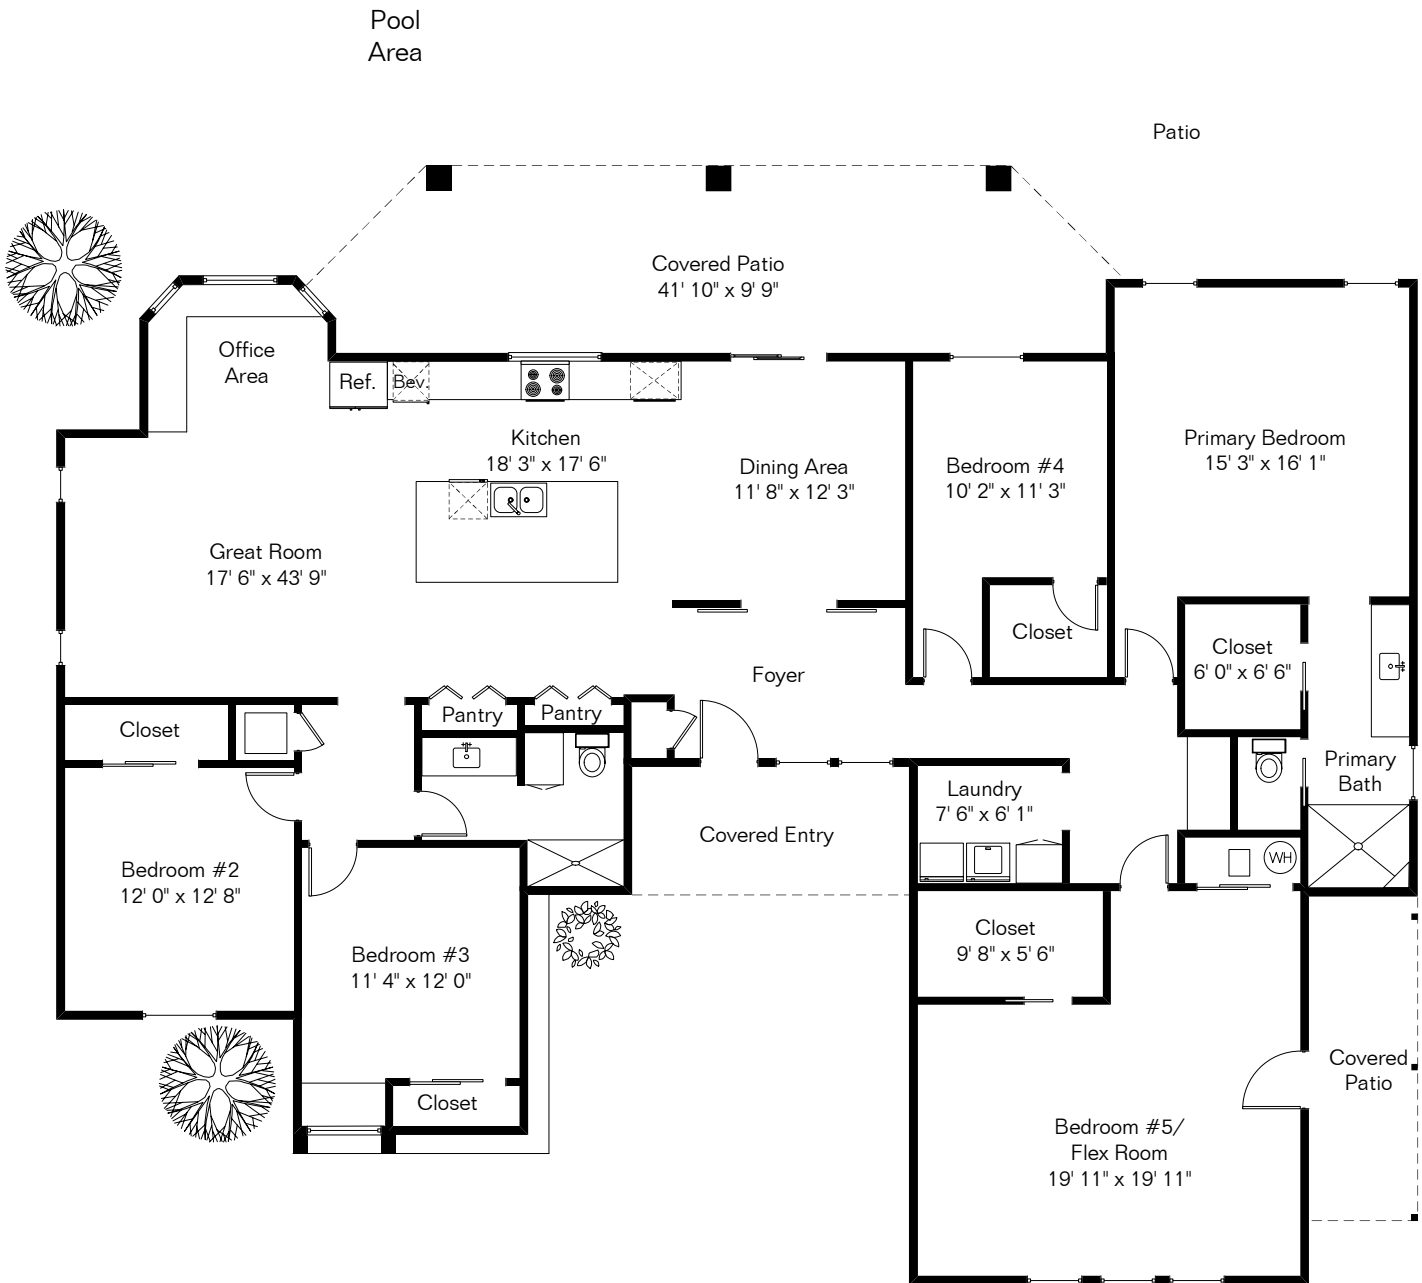 Pool
Area
Patio
Covered Patio
41' 10" x 9' 9"
Office
Area
Ref.
Bev.
Kitchen
18' 3" x 17' 6"
Dining Area
11' 8" x 12' 3"
Bedroom #4
10' 2" x 11' 3"
Primary Bedroom
15' 3" x 16' 1"
Great Room
17' 6" x 43' 9"
Closet
Closet
6' 0" x 6' 6"
Foyer
Pantry
Pantry
Closet
Primary
Bath
Laundry
7' 6" x 6' 1"
Covered Entry
WH
Bedroom #2
12' 0" x 12' 8"
Closet
9' 8" x 5' 6"
Bedroom #3
11' 4" x 12' 0"
Covered
Patio
Closet
Bedroom #5/
Flex Room
19' 11" x 19' 11"